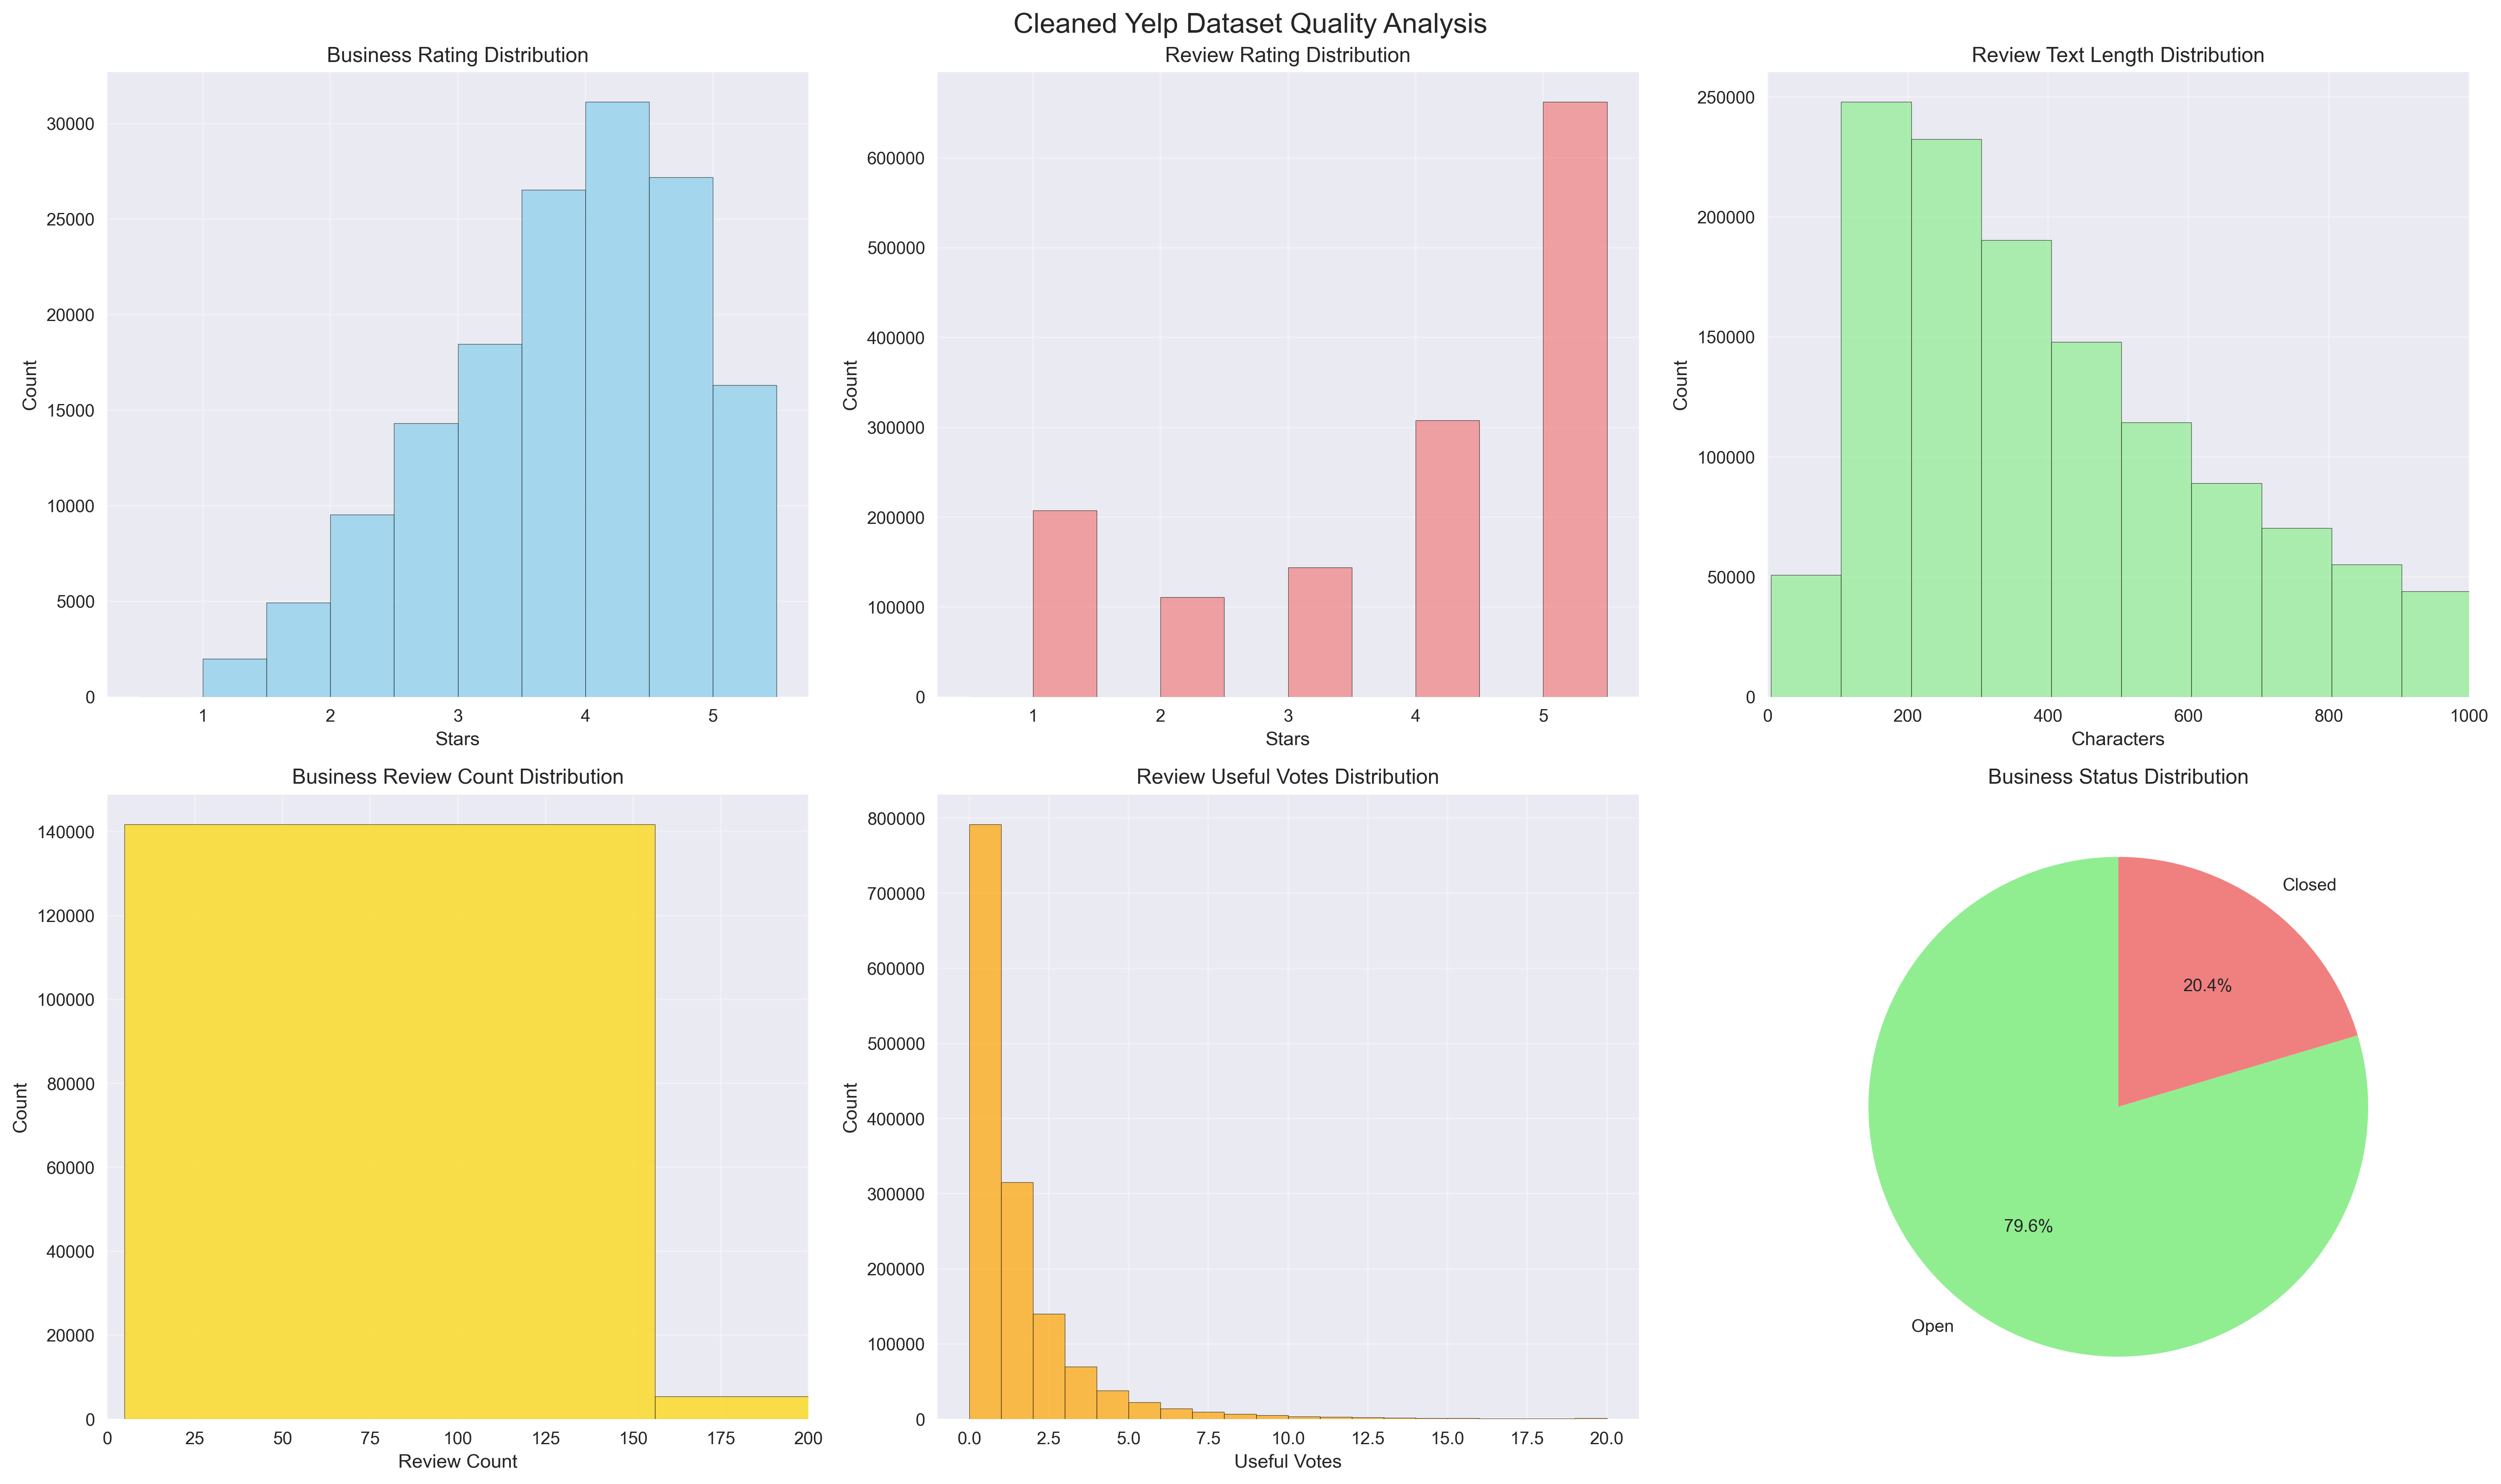 Cleaned Yelp Dataset Quality Analysis
Business Rating Distribution
30000
25000
20000
15000
10000
5000
0
Count
1 2 3 4 5
Stars
Review Rating Distribution
600000
500000
400000
300000
200000
100000
0
Count
1 2 3 4 5
Stars
Review Text Length Distribution
250000
200000
150000
100000
50000
0
Count
0 200 400 600 800 1000
Characters
Business Review Count Distribution
140000
120000
100000
80000
60000
40000
20000
0
Count
0 25 50 75 100 125 150 175 200
Review Count
Review Useful Votes Distribution
800000
700000
600000
500000
400000
300000
200000
100000
0
Count
0.0 2.5 5.0 7.5 10.0 12.5 15.0 17.5 20.0
Useful Votes
Business Status Distribution
Closed
20.4%
79.6%
Open